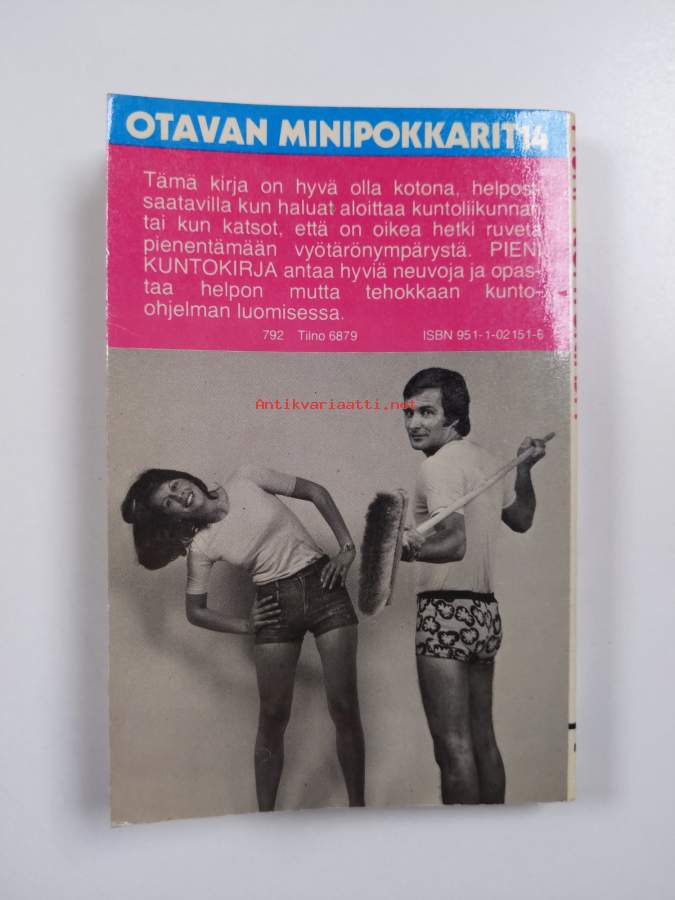 OTAVAN MINIPOKKARIT 14
Tämä kirja on hyvä olla kotona, helposti
saatavilla kun haluat aloittaa kuntoliikunnan
tai kun katsot, että on oikea hetki ruveta
pienentämään vyötärönympärystä. PIENI
KUNTOKIRJA antaa hyviä neuvoja ja opas-
taa helpon mutta tehokkaan kunto-
ohjelman luomisessa.
792 Tilno 6879 ISBN 951-1-02151-6
Antikvariaatti.net